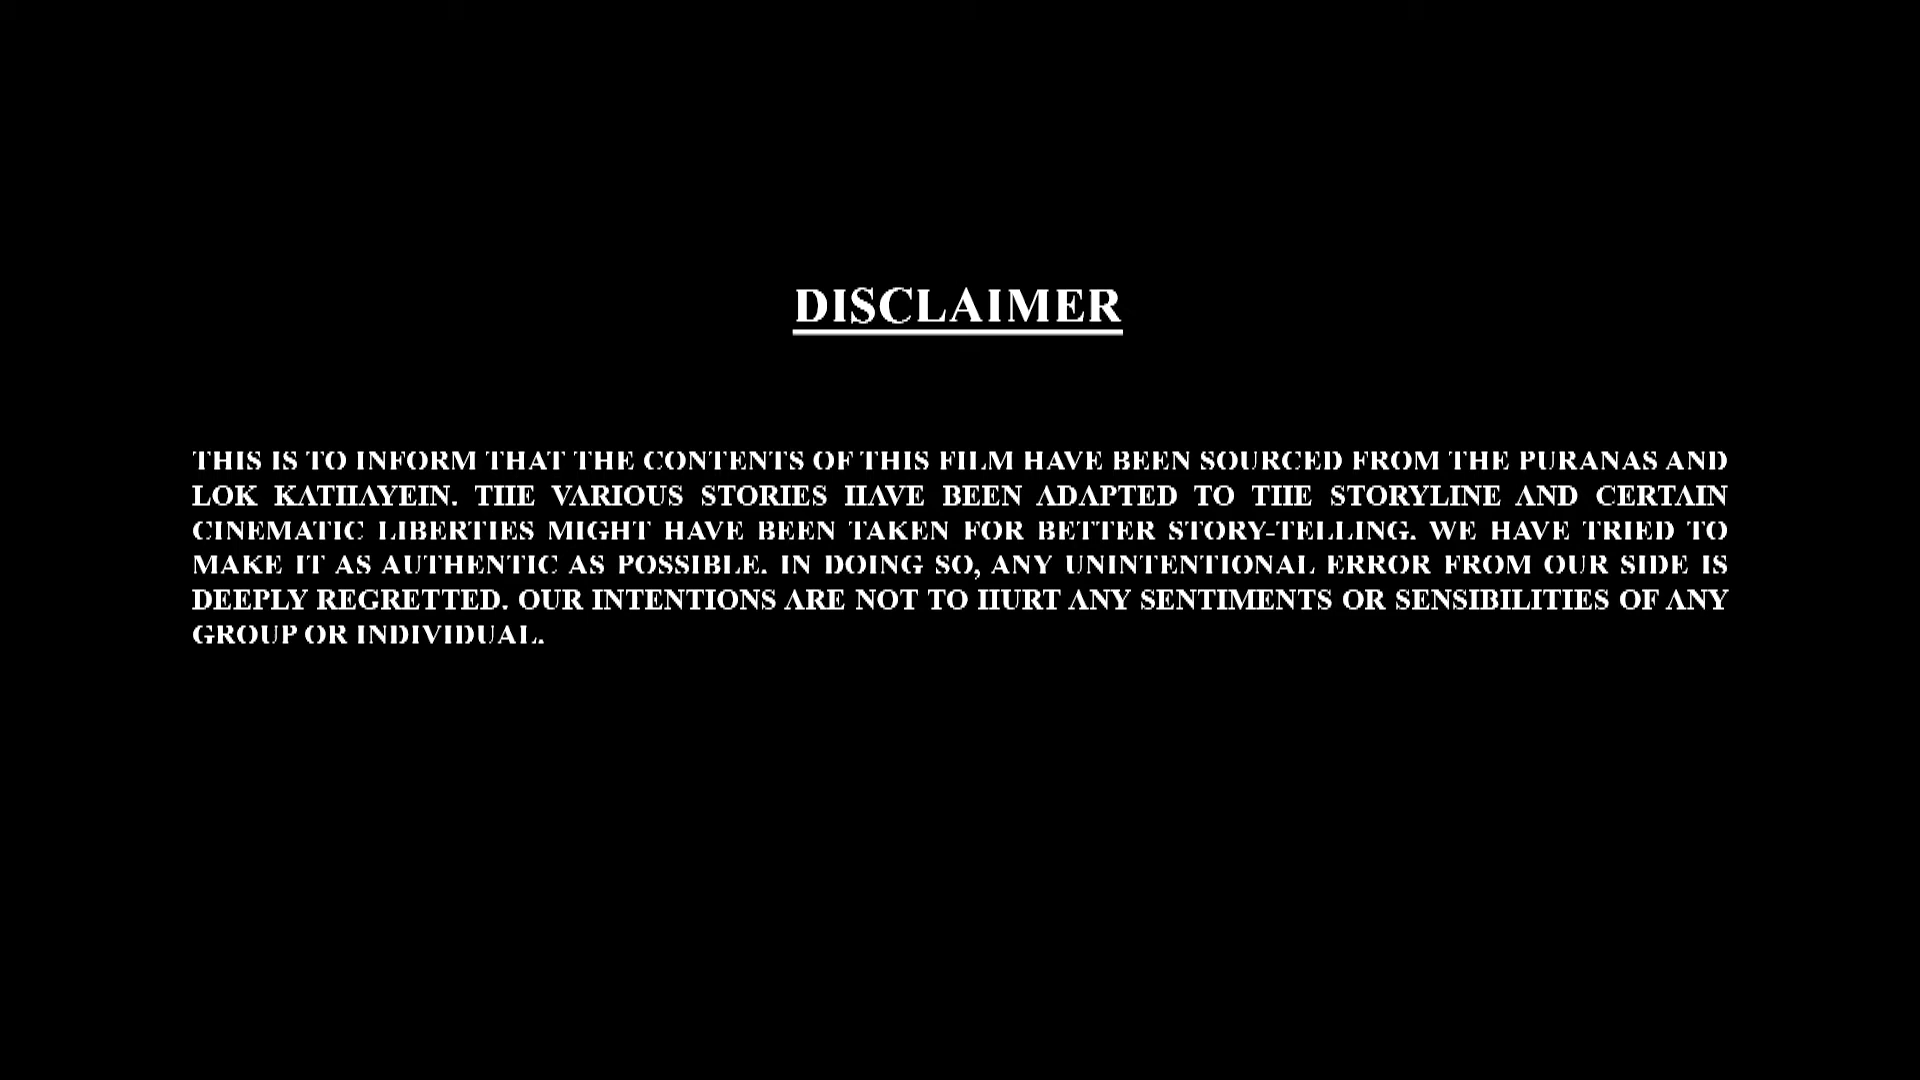 DISCLAIMER
THIS IS TO INFORM THAT THE CONTENTS OF THIS FILM HAVE BEEN SOURCED FROM THE PURANAS AND
LOK KATHAYEIN. THE VARIOUS STORIES HAVE BEEN ADAPTED TO THE STORYLINE AND CERTAIN
CINEMATIC LIBERTIES MIGHT HAVE BEEN TAKEN FOR BETTER STORY-TELLING. WE HAVE TRIED TO
MAKE IT AS AUTHENTIC AS POSSIBLE. IN DOING SO, ANY UNINTENTIONAL ERROR FROM OUR SIDE IS
DEEPLY REGRETTED. OUR INTENTIONS ARE NOT TO HURT ANY SENTIMENTS OR SENSIBILITIES OF ANY
GROUP OR INDIVIDUAL.